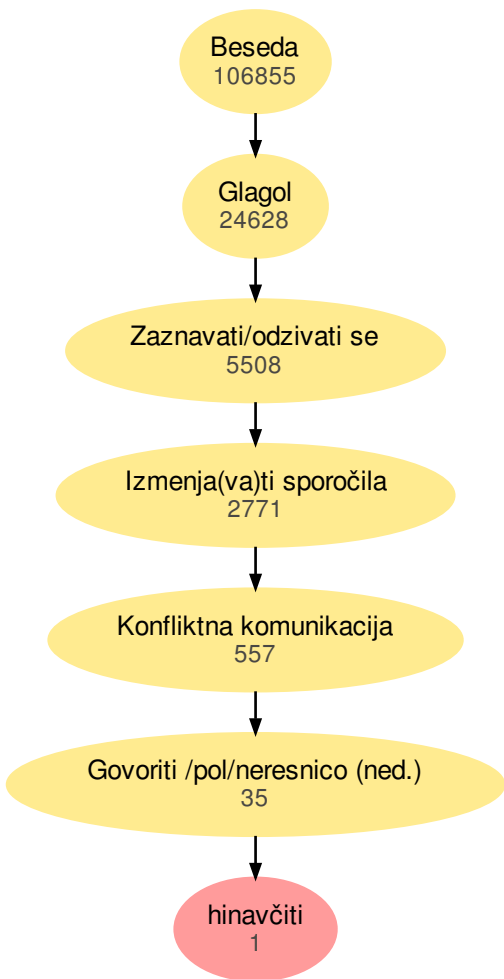 Beseda
106855
Glagol
24628
Zaznavati/odzivati se
5508
Izmenja(va)ti sporočila
2771
Konfliktna komunikacija
557
Govoriti /pol/neresnico (ned.)
35
hinavčiti
1